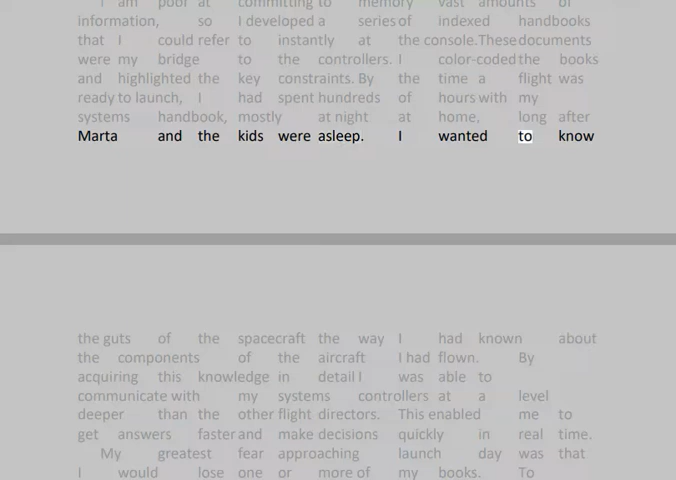 I am poor at committing to memory vast amounts of
information, so I developed a series of indexed handbooks
that I could refer to instantly at the console. These documents
were my bridge to the controllers. I color-coded the books
and highlighted the key constraints. By the time a flight was
ready to launch, I had spent hundreds of hours with my
systems handbook, mostly at night at home, long after
Marta and the kids were asleep. I wanted to know
the guts of the spacecraft the way I had known about
the components of the aircraft I had flown. By
acquiring this knowledge in detail I was able to
communicate with my systems controllers at a level
deeper than the other flight directors. This enabled me to
get answers faster and make decisions quickly in real time.
My greatest fear approaching launch day was that
I would lose one or more of my books. To